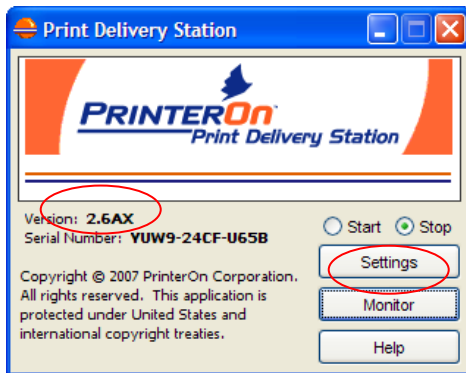 Print Delivery Station
PRINTERON
Print Delivery Station
Version: 2.6AX
Serial Number: YUW9-24CF-U65B
Start Stop
Settings
Copyright © 2007 PrinterOn Corporation.
All rights reserved. This application is
protected under United States and
international copyright treaties.
Monitor
Help